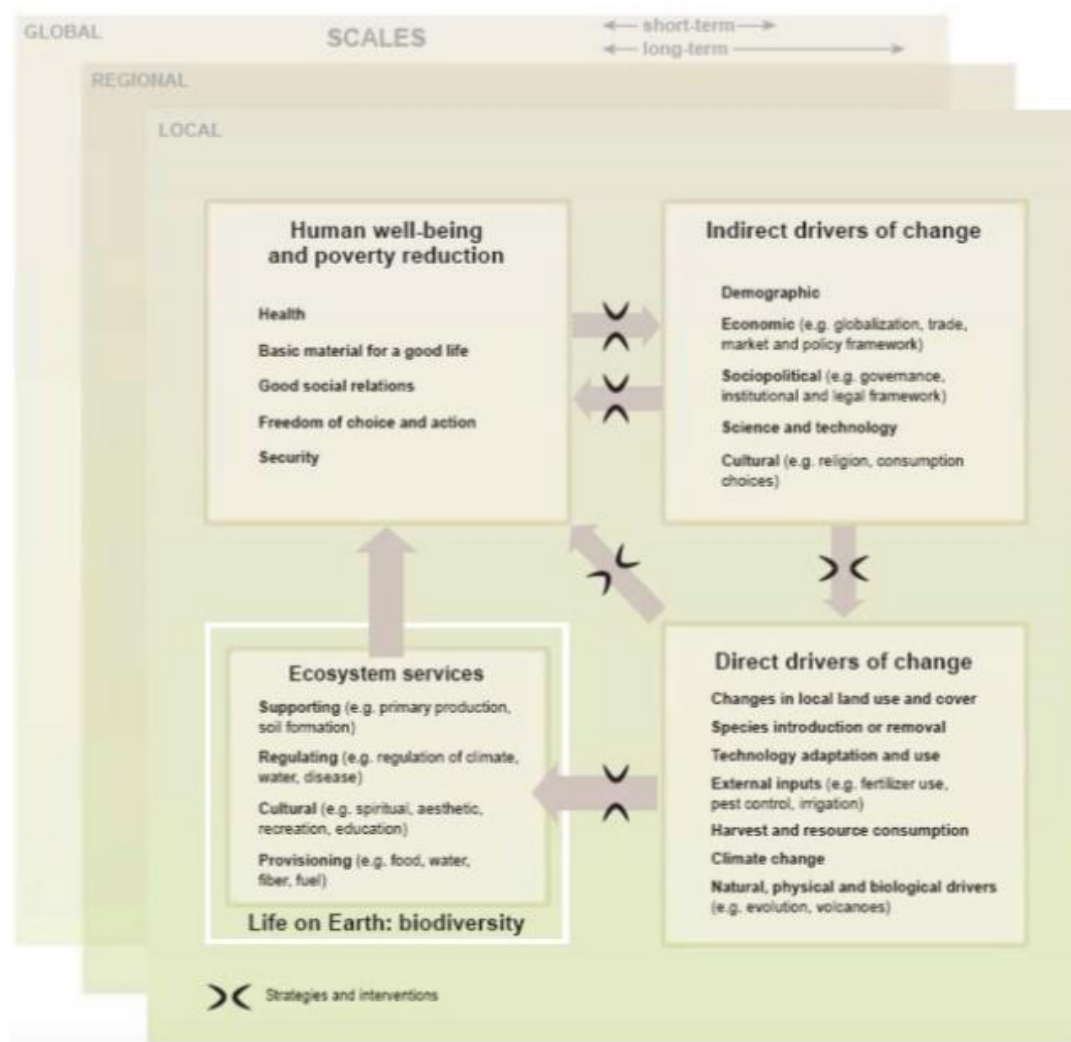 GLOBAL
SCALES
short-term
long-term
REGIONAL
LOCAL
Human well-being
and poverty reduction
Health
Basic material for a good life
Good social relations
Freedom of choice and action
Security
Indirect drivers of change
Demographic
Economic (e.g. globalization, trade,
market and policy framework)
Sociopolitical (e.g. governance,
institutional and legal framework)
Science and technology
Cultural (e.g. religion, consumption
choices)
Ecosystem services
Supporting (e.g. primary production,
soil formation)
Regulating (e.g. regulation of climate,
water, disease)
Cultural (e.g. spiritual, aesthetic,
recreation, education)
Provisioning (e.g. food, water,
fiber, fuel)
Life on Earth: biodiversity
Direct drivers of change
Changes in local land use and cover
Species introduction or removal
Technology adaptation and use
External inputs (e.g. fertilizer use,
pest control, irrigation)
Harvest and resource consumption
Climate change
Natural, physical and biological drivers
(e.g. evolution, volcanoes)
Strategies and interventions